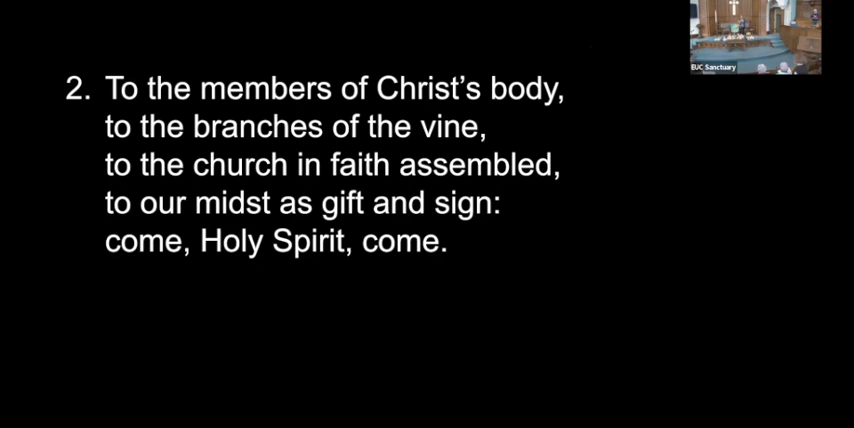 2. To the members of Christ's body,
to the branches of the vine,
to the church in faith assembled,
to our midst as gift and sign:
come, Holy Spirit, come.
EUC Sanctuary